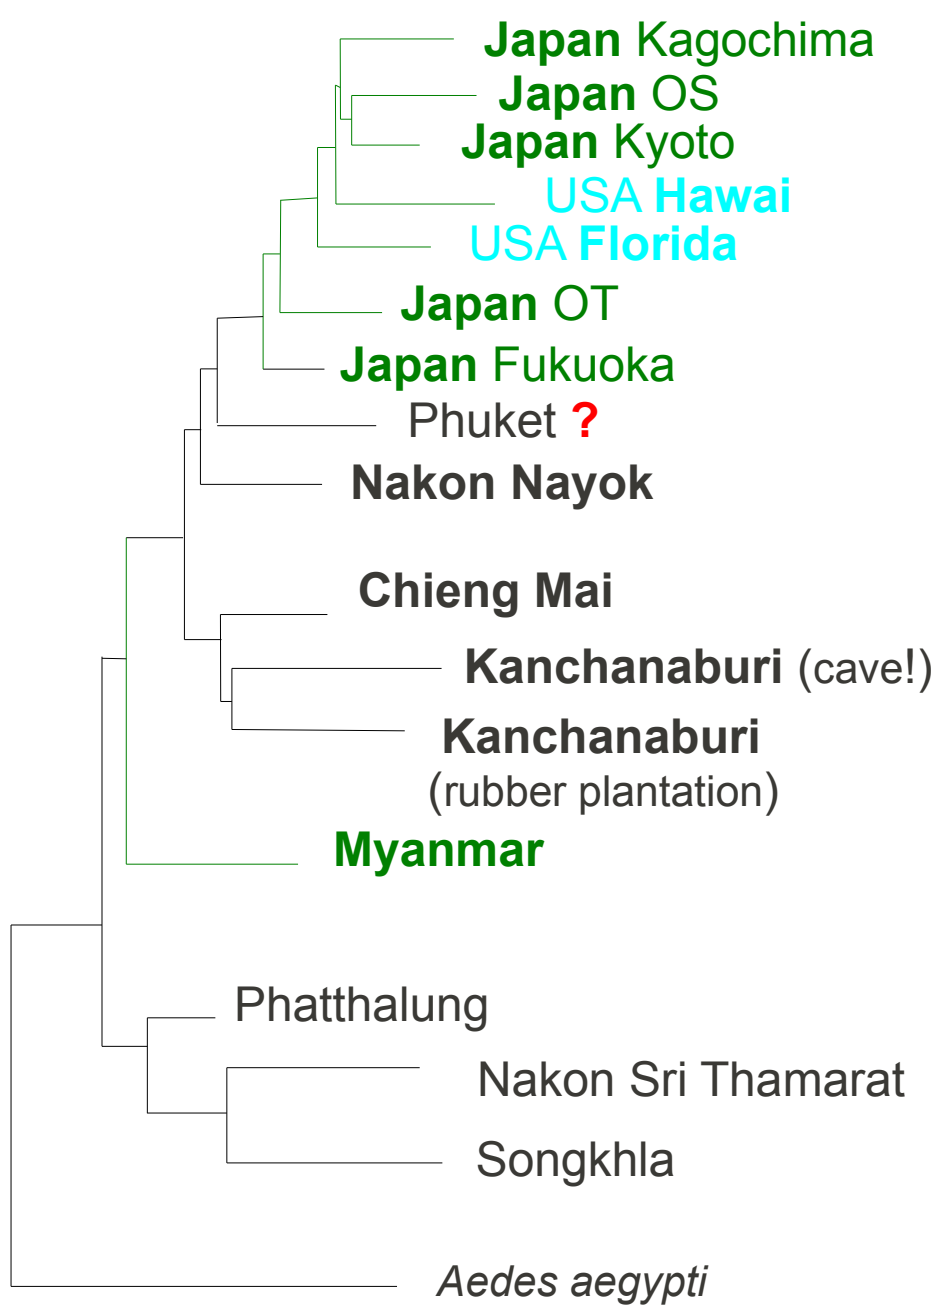 Japan Kagochima
Japan OS
Japan Kyoto
USA Hawai
USA Florida
Japan OT
Japan Fukuoka
Phuket ?
Nakon Nayok
Chieng Mai
Kanchanaburi (cave!)
Kanchanaburi
(rubber plantation)
Myanmar
Phatthalung
Nakon Sri Thamarat
Songkhla
Aedes aegypti